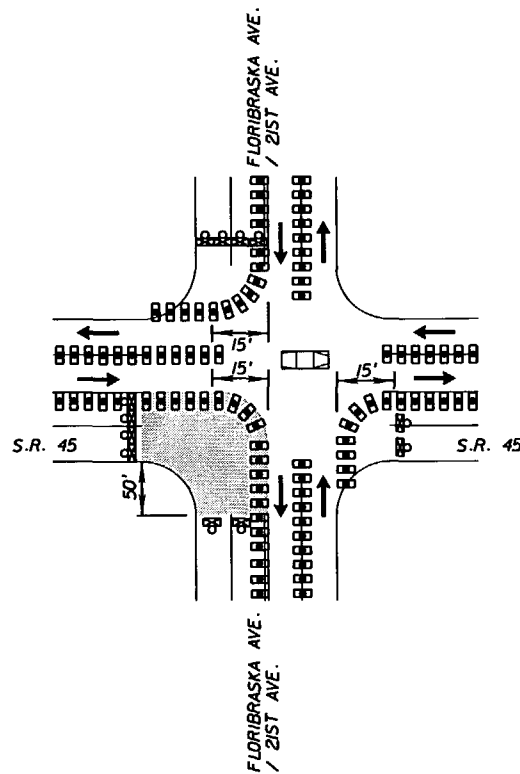 FLORIBRASKA AVE.
/ 21ST AVE.
15'
15'
15'
S.R. 45
S.R. 45
50'
FLORIBRASKA AVE.
/ 21ST AVE.